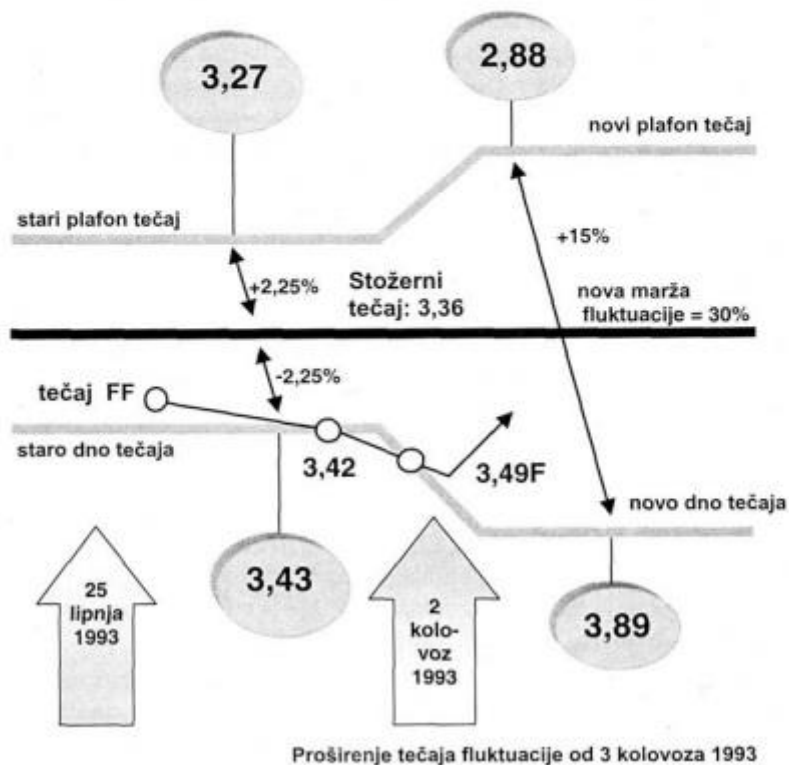 3,27
2,88
novi plafon tečaj
stari plafon tečaj
+15%
+2,25%
Stožerni
tečaj: 3,36
nova marža
fluktuacije = 30%
-2,25%
tečaj FF
staro dno tečaja
3,42
3,49F
novo dno tečaja
3,43
25
lipnja
1993
2
kolo-
voz
1993
3,89
Proširenje tečaja fluktuacije od 3 kolovoza 1993